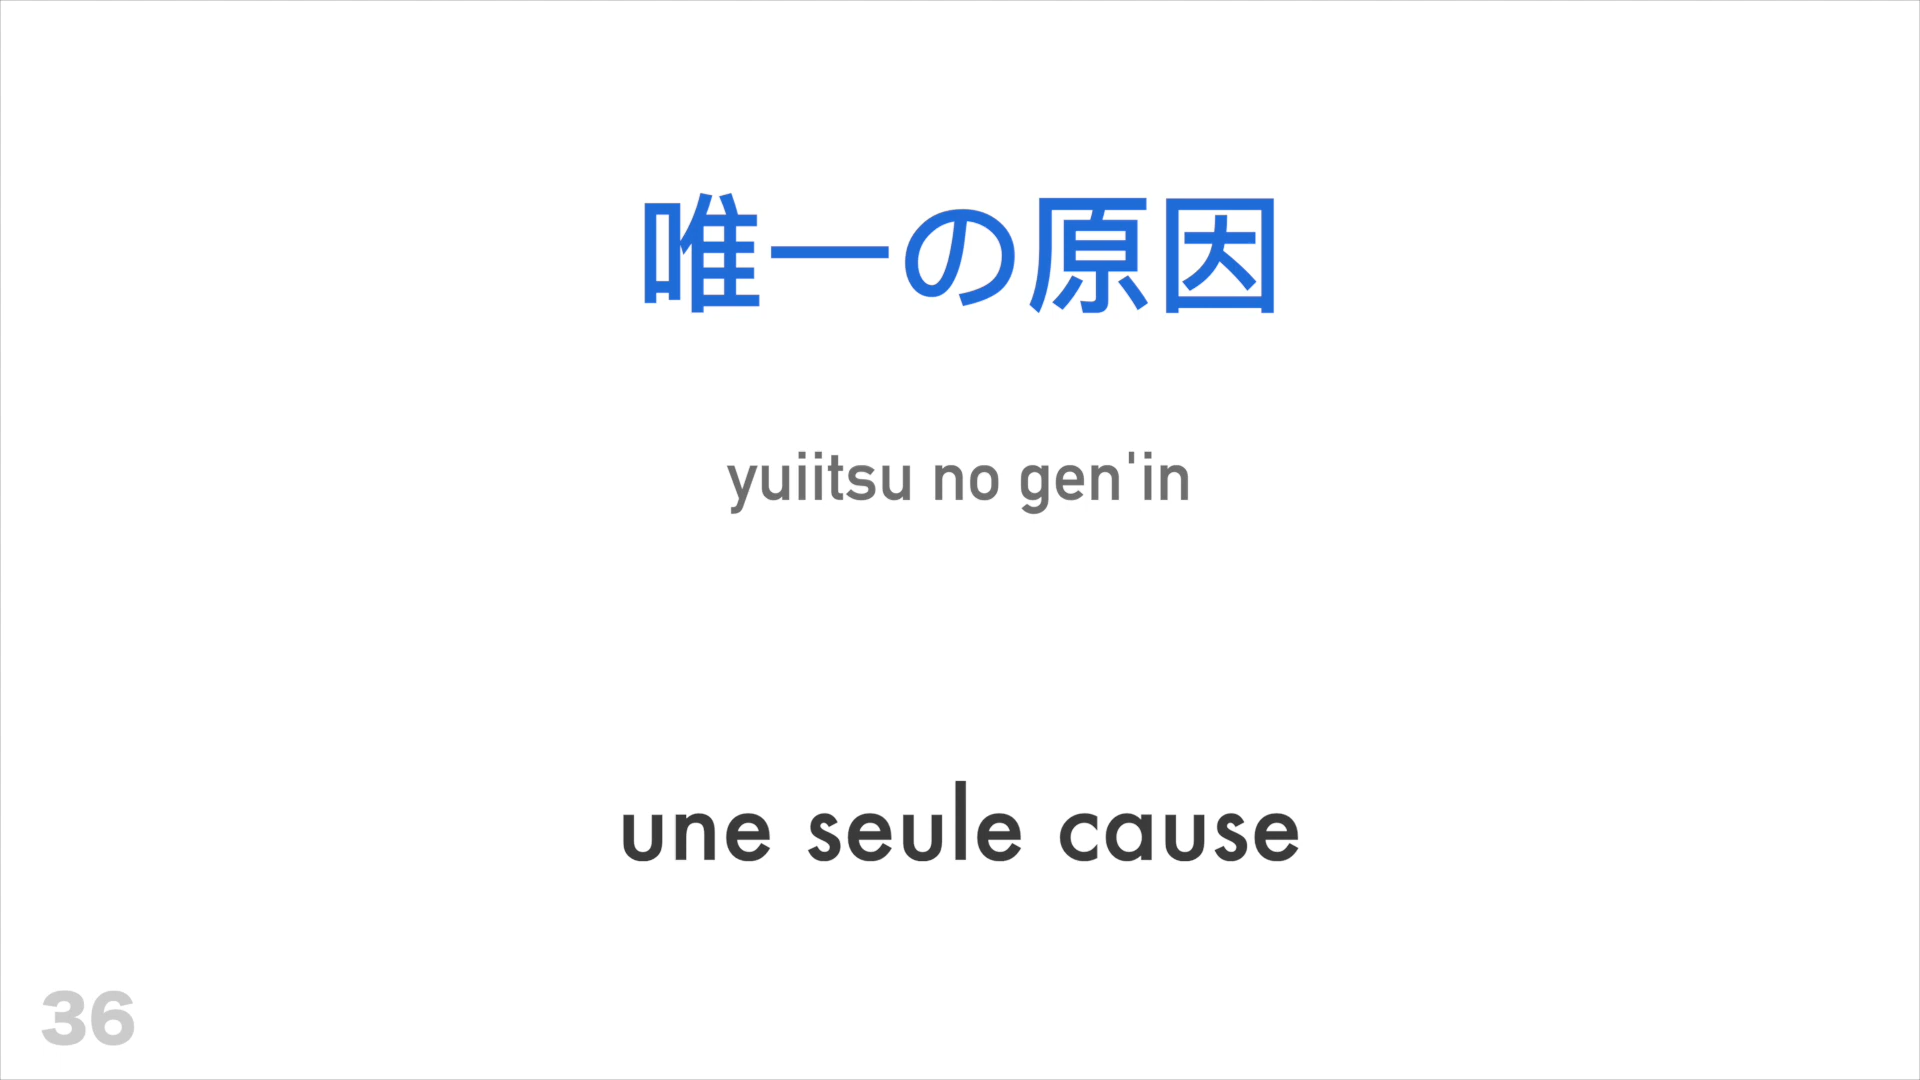 唯一の原因
yuiitsu no gen'in
une seule cause
36